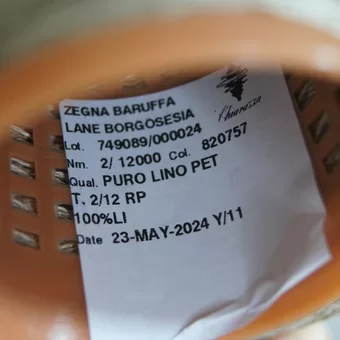 ZEGNA BARUFFA
LANE BORGOSESIA
Lot. 749089/000024
Nm. 2/ 12000 Col. 820757
Qual. PURO LINO PET
T. 2/12 RP
100%LI
Date 23-MAY-2024 Y/11